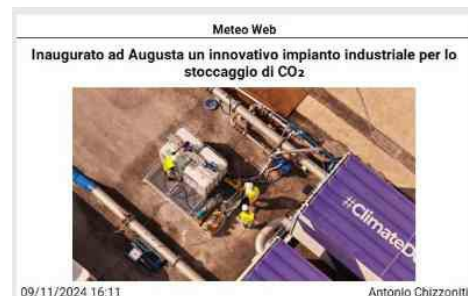 Meteo Web
Inaugurato ad Augusta un innovativo impianto industriale per lo
stoccaggio di CO₂
#ClimateD
09/11/2024 16:11
Antonio Chizzoniti